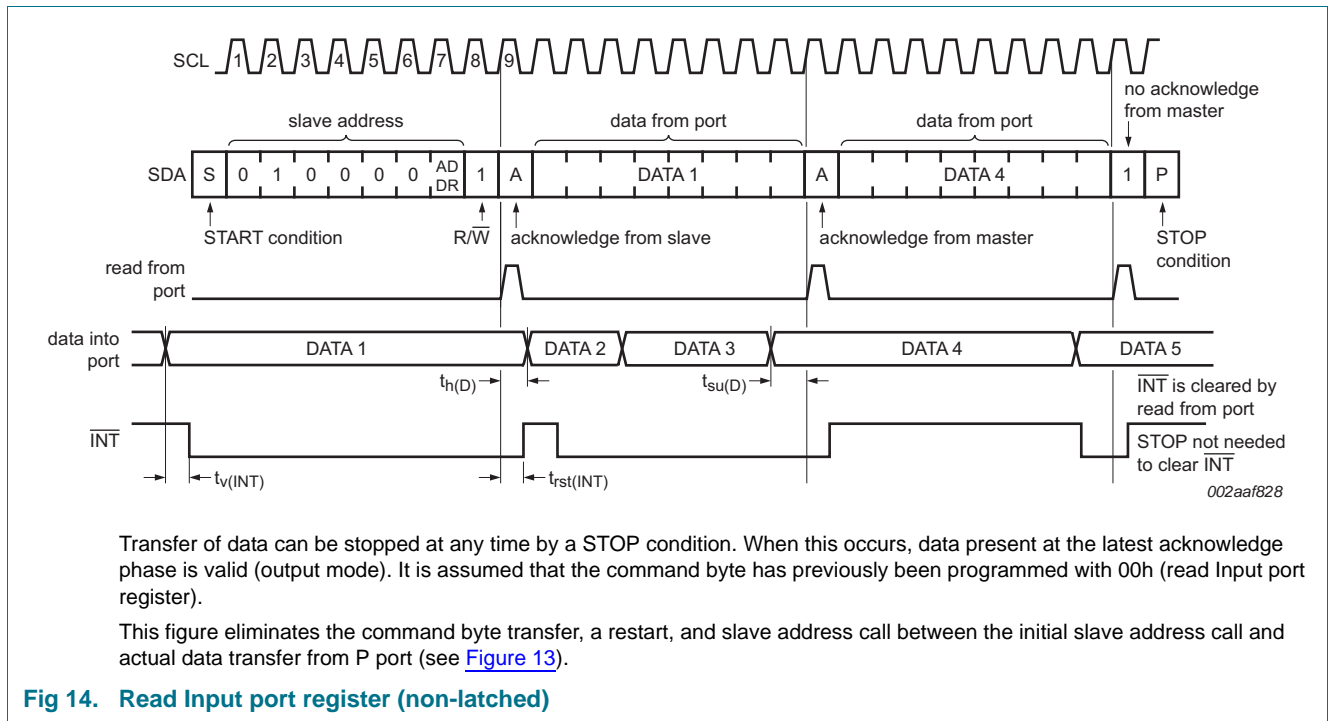 SCL 1 2 3 4 5 6 7 8 9
no acknowledge
from master
slave address data from port data from port
SDA S 0 1 0 0 0 0 AD DR 1 A DATA 1 A DATA 4 1 P
START condition R/W acknowledge from slave acknowledge from master STOP
condition
read from
port
data into
port
DATA 1 DATA 2 DATA 3 DATA 4 DATA 5
th(D) tsu(D)
INT is cleared by
read from port
INT
STOP not needed
to clear INT
tv(INT) trst(INT)
002aaf828
Transfer of data can be stopped at any time by a STOP condition. When this occurs, data present at the latest acknowledge
phase is valid (output mode). It is assumed that the command byte has previously been programmed with 00h (read Input port
register).
This figure eliminates the command byte transfer, a restart, and slave address call between the initial slave address call and
actual data transfer from P port (see Figure 13).
Fig 14. Read Input port register (non-latched)